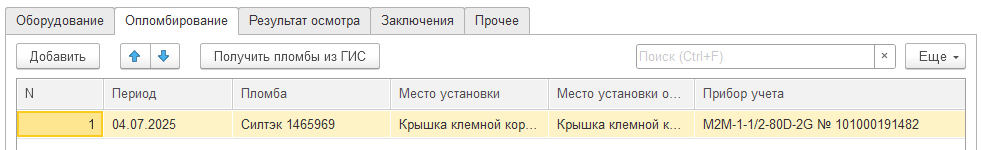 Оборудование Опломбирование Результат осмотра Заключения Прочее
Добавить Получить пломбы из ГИС Поиск (Ctrl+F) × Еще
N Период Пломба Место установки Место установки о... Прибор учета
1 04.07.2025 Силтэк 1465969 Крышка клемной кор... Крышка клемной к... М2М-1-1/2-80D-2G № 101000191482